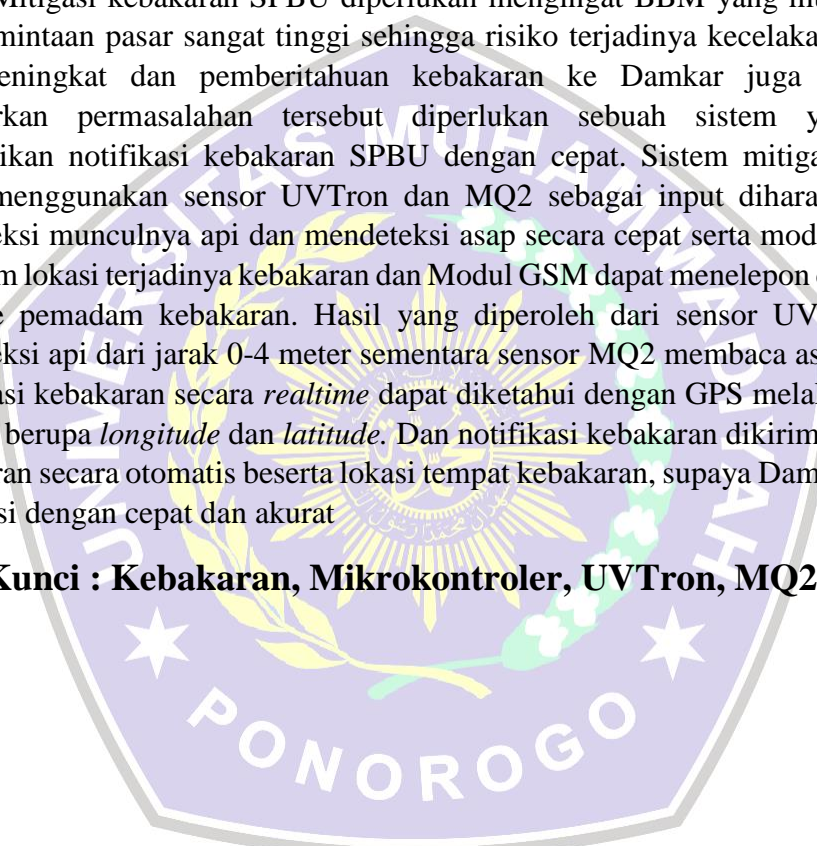 Mitigasi kebakaran SPBU diperlukan mengingat BBM yang
mintaan pasar sangat tinggi sehingga risiko terjadinya kecelaka
eningkat dan pemberitahuan kebakaran ke Damkar juga
rkan permasalahan tersebut diperlukan sebuah sistem y
ikan notifikasi kebakaran SPBU dengan cepat. Sistem mitiga
menggunakan sensor UVTron dan MQ2 sebagai input dihara
eksi munculnya api dan mendeteksi asap secara cepat serta mod
m lokasi terjadinya kebakaran dan Modul GSM dapat menelepon
e pemadam kebakaran. Hasil yang diperoleh dari sensor UV
eksi api dari jarak 0-4 meter sementara sensor MQ2 membaca as
asi kebakaran secara realtime dapat diketahui dengan GPS mela
berupa longitude dan latitude. Dan notifikasi kebakaran dikirim
ran secara otomatis beserta lokasi tempat kebakaran, supaya Dam
si dengan cepat dan akurat
Kunci : Kebakaran, Mikrokontroler, UVTron, MQ2
UNIVERSITAS MUHAMMADIYAH
PONOROGO